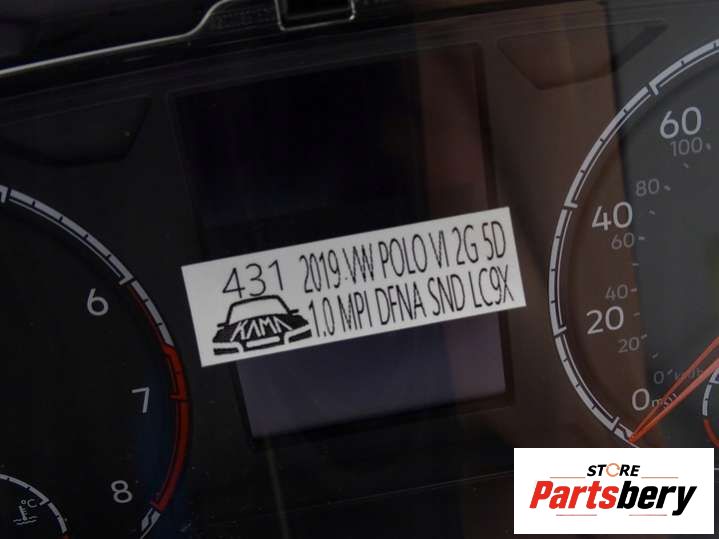 431
2019 VW POLO VI 2G 5D
1.0 MPI DFNA SND LC9X
KAMA
6
7
8
°C
60
100
80
40
60
40
20
20
0
0
STORE
Partsbery